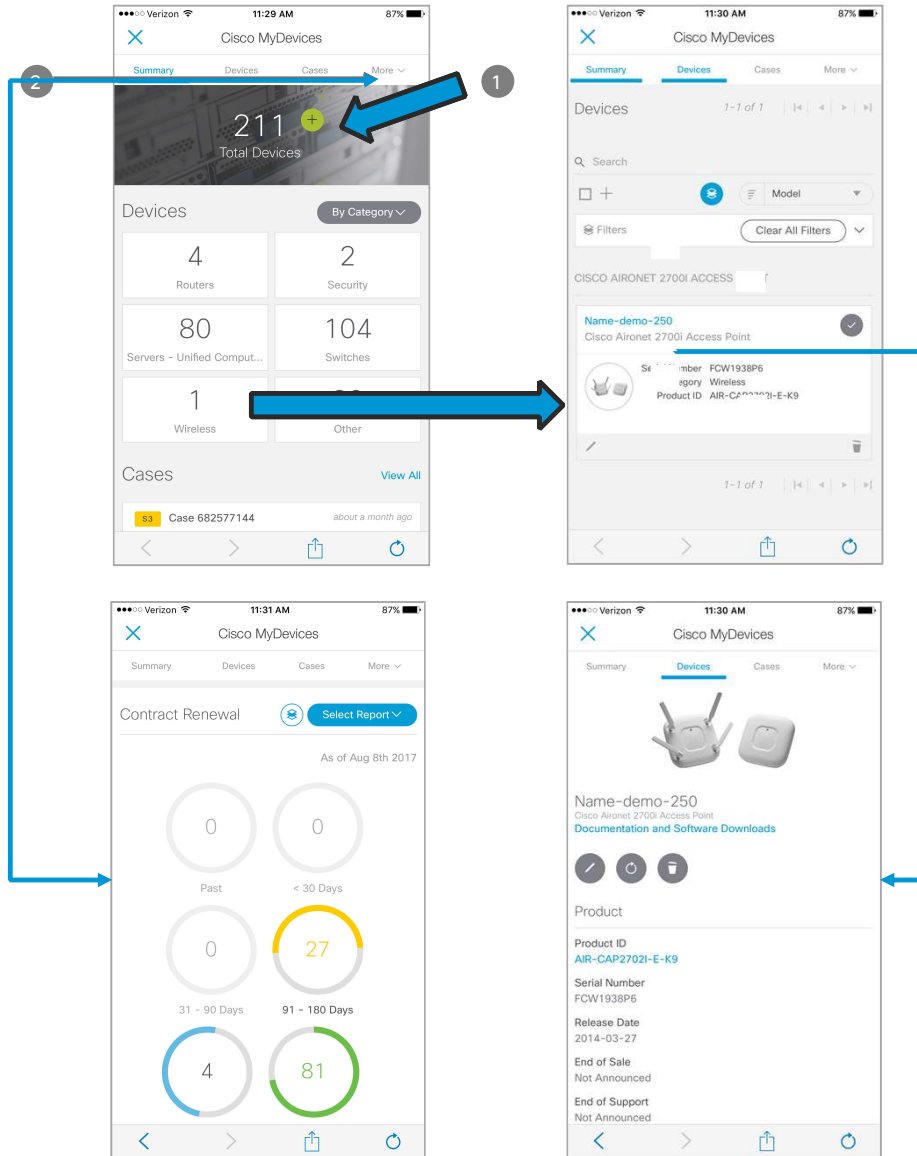 Verizon 11:29 AM 87%
Cisco MyDevices
2
Summary Devices Cases More
1
211 +
Total Devices
Devices By Category
4 2
Routers Security
80 104
Servers - Unified Comput... Switches
1
Wireless Other
Cases View All
S3 Case 682577144 about a month ago
Verizon 11:30 AM 87%
Cisco MyDevices
Summary Devices Cases More
Devices 1-1 of 1
Search
Model
Filters Clear All Filters
CISCO AIRONET 2700I ACCESS
Name-demo-250
Cisco Aironet 2700i Access Point
FCW1938P6
Wireless
Product ID
1-1 of 1
Verizon 11:31 AM 87%
Cisco MyDevices
Summary Devices Cases More
Contract Renewal Select Report
As of Aug 8th 2017
0 0
Past < 30 Days
0 27
31 - 90 Days 91 - 180 Days
4 81
Verizon 11:30 AM 87%
Cisco MyDevices
Summary Devices Cases More
Name-demo-250
Cisco Aironet 2700i Access Point
Documentation and Software Downloads
Product
Product ID
AIR-CAP2702I-E-K9
Serial Number
FCW1938P6
Release Date
2014-03-27
End of Sale
Not Announced
End of Support
Not Announced